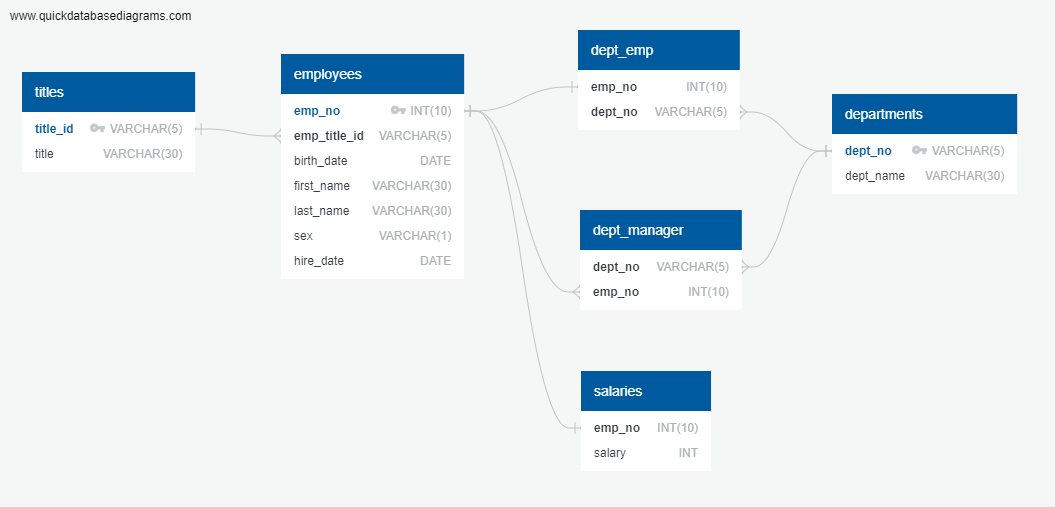 www.quickdatabasediagrams.com
titles
title_id VARCHAR(5)
title VARCHAR(30)
employees
emp_no INT(10)
emp_title_id VARCHAR(5)
birth_date DATE
first_name VARCHAR(30)
last_name VARCHAR(30)
sex VARCHAR(1)
hire_date DATE
dept_emp
emp_no INT(10)
dept_no VARCHAR(5)
dept_manager
dept_no VARCHAR(5)
emp_no INT(10)
salaries
emp_no INT(10)
salary INT
departments
dept_no VARCHAR(5)
dept_name VARCHAR(30)